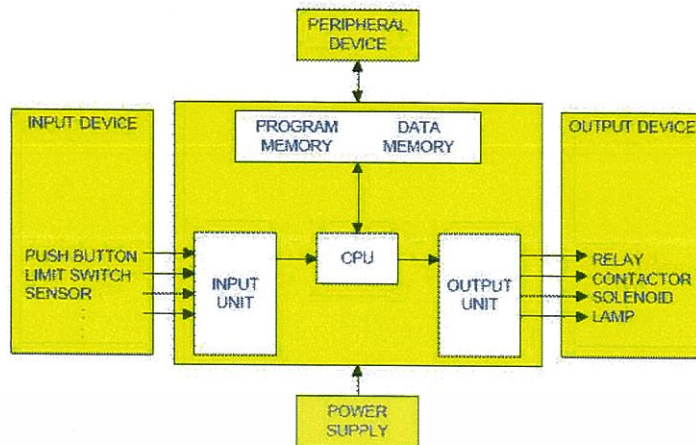 PERIPHERAL
DEVICE
INPUT DEVICE
PROGRAM
MEMORY
DATA
MEMORY
OUTPUT DEVICE
PUSH BUTTON
LIMIT SWITCH
SENSOR
INPUT
UNIT
CPU
OUTPUT
UNIT
RELAY
CONTACTOR
SOLENOID
LAMP
POWER
SUPPLY